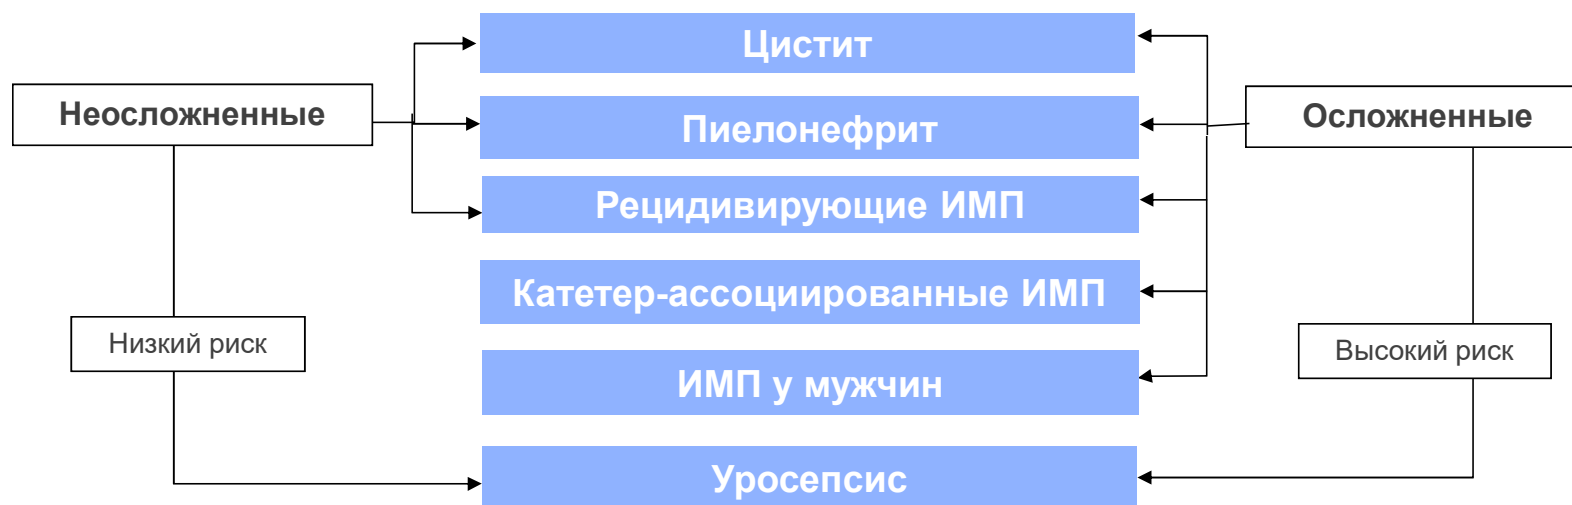 Цистит
Неосложненные
Пиелонефрит
Осложненные
Рецидивирующие ИМП
Катетер-ассоциированные ИМП
Низкий риск
Высокий риск
ИМП у мужчин
Уросепсис